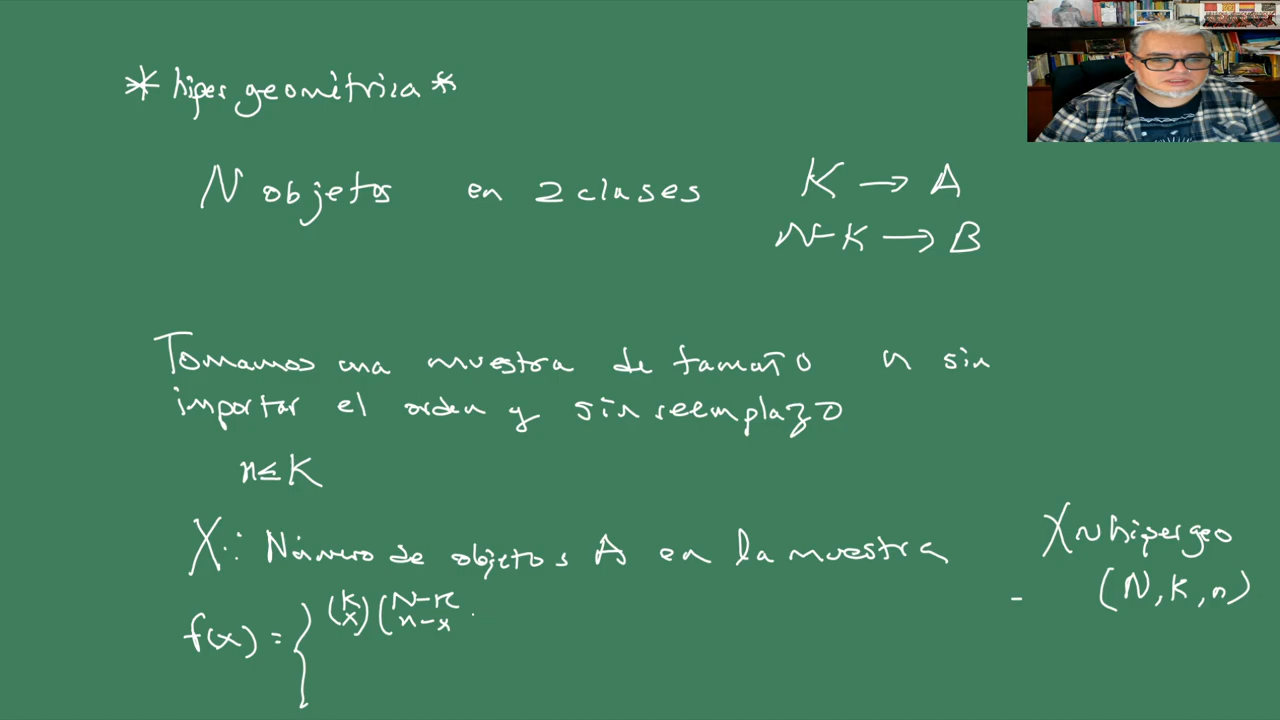 * hipergeométrica *
N objetos en 2 clases K → A
N-K → B
Tomamos una muestra de tamaño n sin
importar el orden y sin reemplazo
n ≤ K
X: Número de objetos A en la muestra
X ~ hipergeo
(N, K, n)
f(x) = { (K x) (N-K n-x